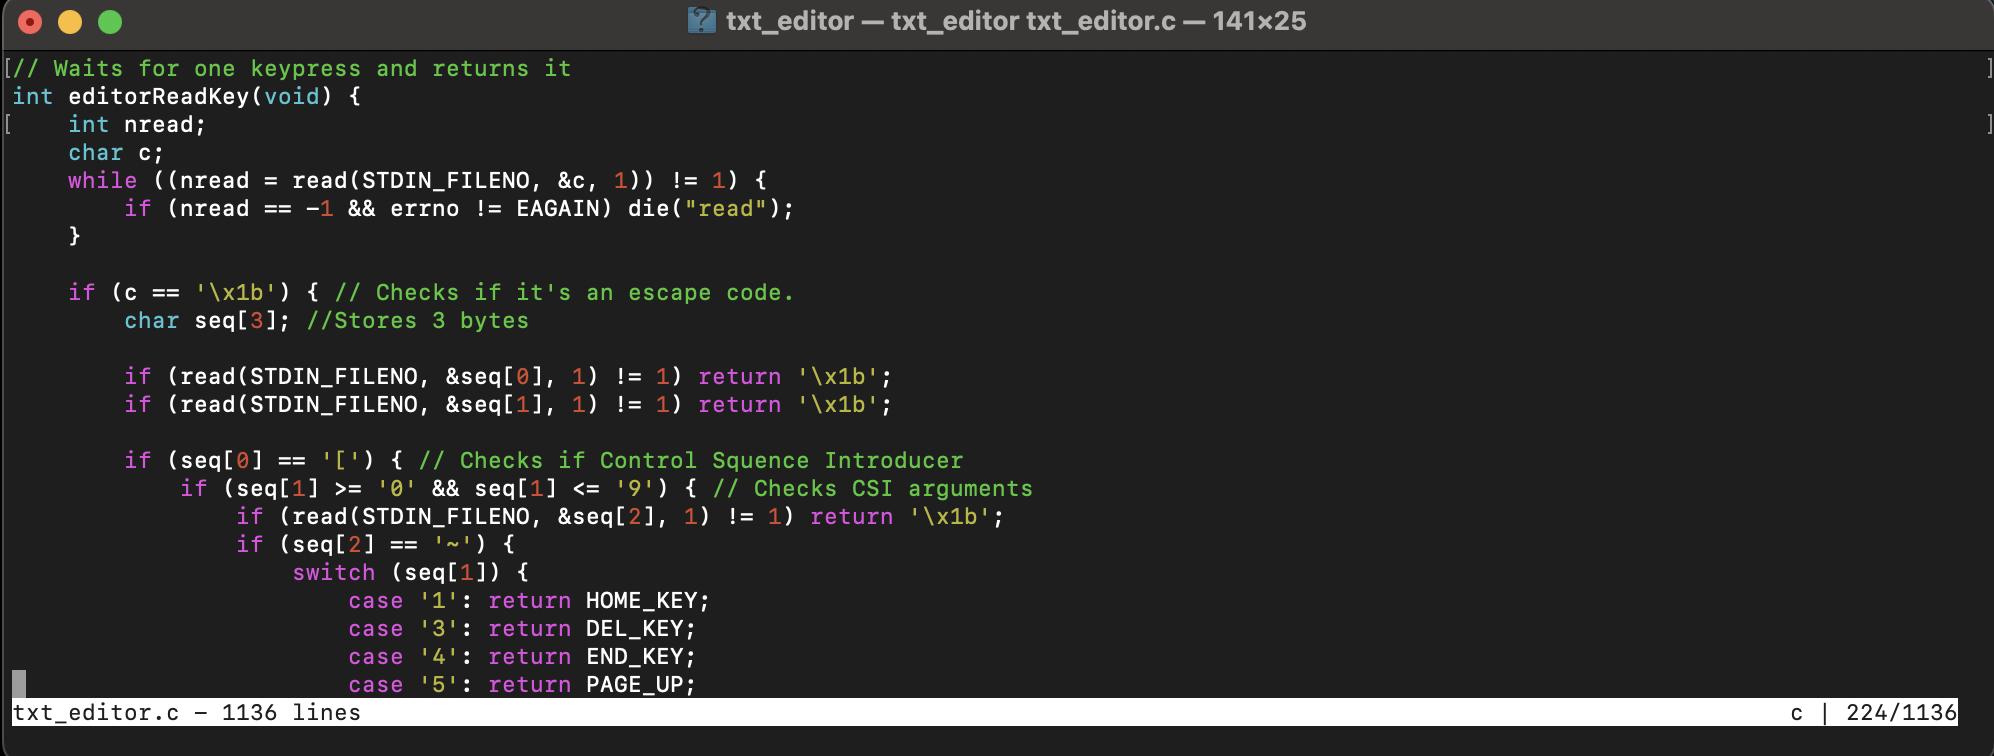 txt_editor — txt_editor txt_editor.c — 141×25
[// Waits for one keypress and returns it ]
int editorReadKey(void) {
[    int nread; ]
    char c;
    while ((nread = read(STDIN_FILENO, &c, 1)) != 1) {
        if (nread == -1 && errno != EAGAIN) die("read");
    }
    if (c == '\x1b') { // Checks if it's an escape code.
        char seq[3]; //Stores 3 bytes
        if (read(STDIN_FILENO, &seq[0], 1) != 1) return '\x1b';
        if (read(STDIN_FILENO, &seq[1], 1) != 1) return '\x1b';
        if (seq[0] == '[') { // Checks if Control Squence Introducer
            if (seq[1] >= '0' && seq[1] <= '9') { // Checks CSI arguments
                if (read(STDIN_FILENO, &seq[2], 1) != 1) return '\x1b';
                if (seq[2] == '~') {
                    switch (seq[1]) {
                        case '1': return HOME_KEY;
                        case '3': return DEL_KEY;
                        case '4': return END_KEY;
                        case '5': return PAGE_UP;
txt_editor.c - 1136 lines c | 224/1136